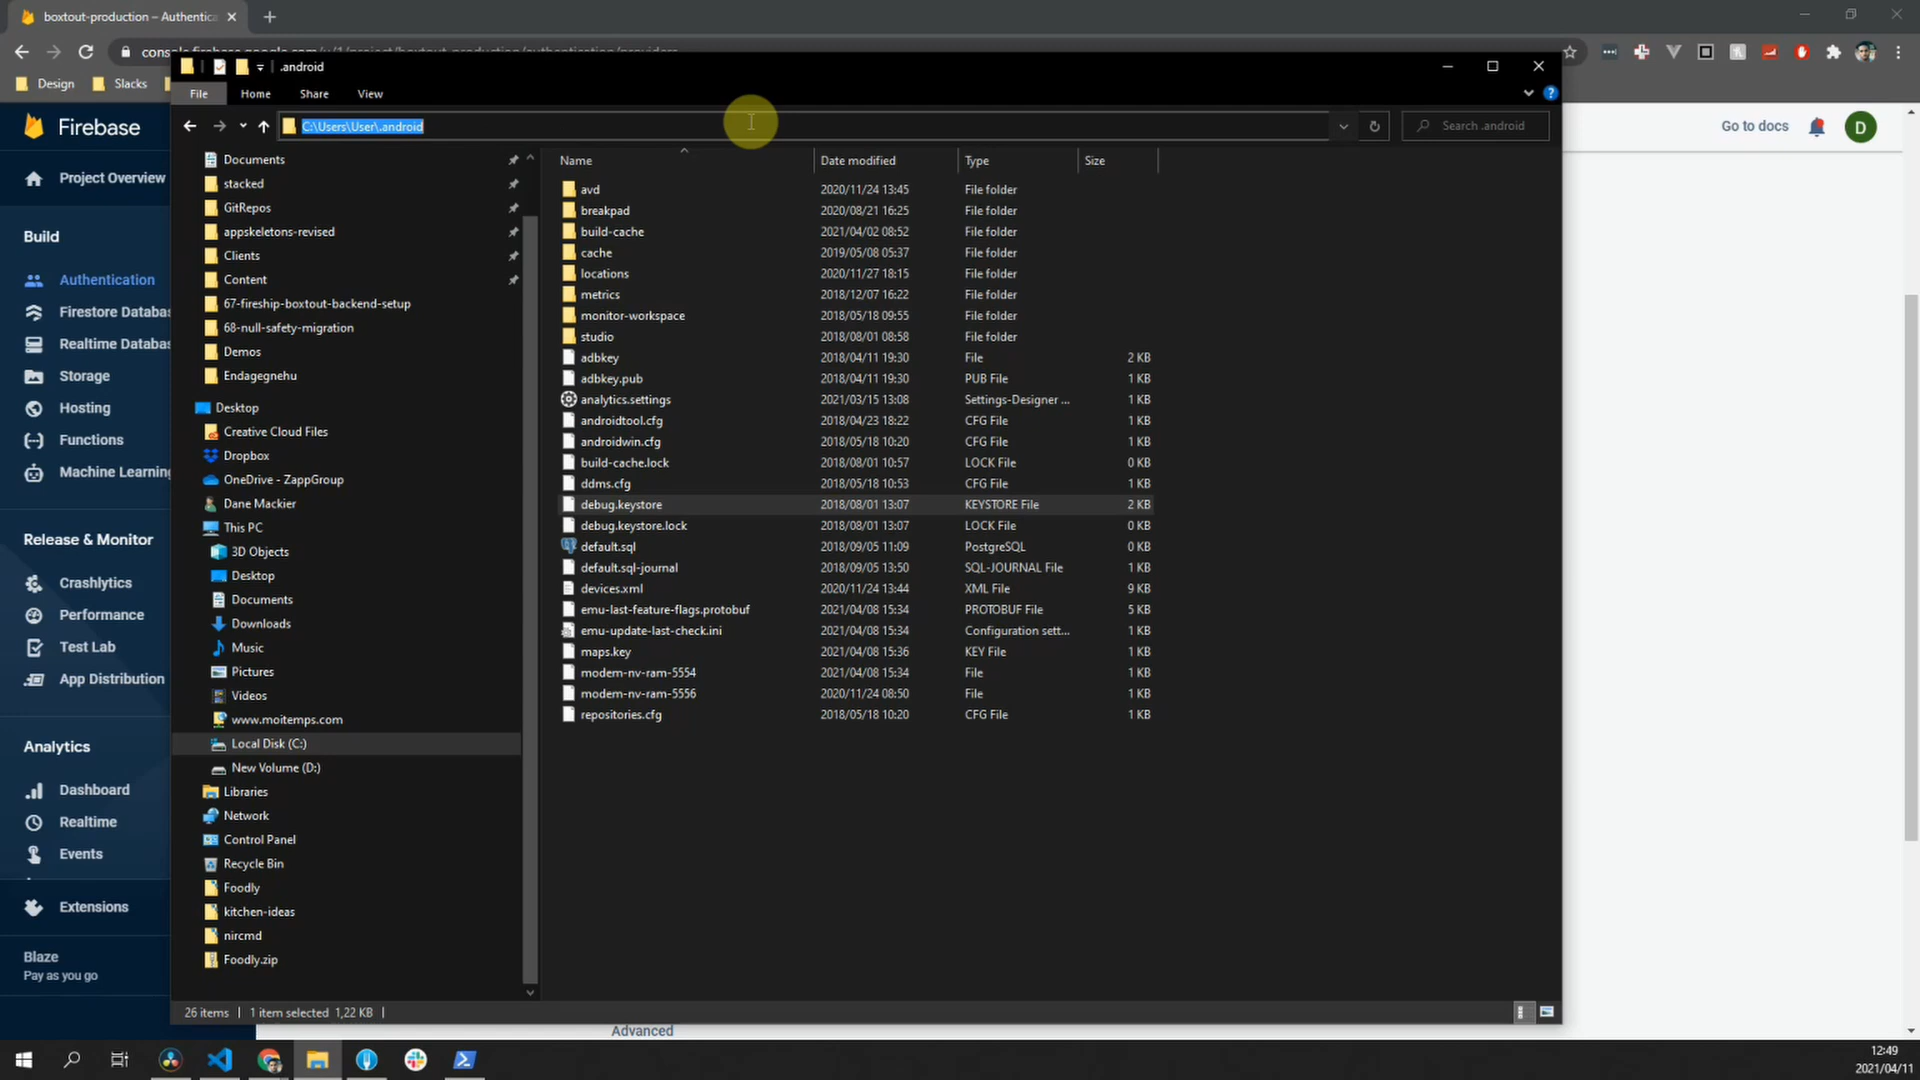 boxtout-production – Authentica
console.firebase.google.com/u/1/project/boxtout-production/authentication/providers
Design
Slacks
Firebase
Go to docs
D
Project Overview
Build
Authentication
Firestore Databas
Realtime Databas
Storage
Hosting
Functions
Machine Learning
Release & Monitor
Crashlytics
Performance
Test Lab
App Distribution
Analytics
Dashboard
Realtime
Events
Extensions
Blaze
Pay as you go
Advanced
.android
File
Home
Share
View
C:\Users\User\.android
Search .android
Documents
stacked
GitRepos
appskeletons-revised
Clients
Content
67-fireship-boxtout-backend-setup
68-null-safety-migration
Demos
Endagegnehu
Desktop
Creative Cloud Files
Dropbox
OneDrive - ZappGroup
Dane Mackier
This PC
3D Objects
Desktop
Documents
Downloads
Music
Pictures
Videos
www.moitemps.com
Local Disk (C:)
New Volume (D:)
Libraries
Network
Control Panel
Recycle Bin
Foodly
kitchen-ideas
nircmd
Foodly.zip
Name Date modified Type Size
avd 2020/11/24 13:45 File folder
breakpad 2020/08/21 16:25 File folder
build-cache 2021/04/02 08:52 File folder
cache 2019/05/08 05:37 File folder
locations 2020/11/27 18:15 File folder
metrics 2018/12/07 16:22 File folder
monitor-workspace 2018/05/18 09:55 File folder
studio 2018/08/01 08:58 File folder
adbkey 2018/04/11 19:30 File 2 KB
adbkey.pub 2018/04/11 19:30 PUB File 1 KB
analytics.settings 2021/03/15 13:08 Settings-Designer ... 1 KB
androidtool.cfg 2018/04/23 18:22 CFG File 1 KB
androidwin.cfg 2018/05/18 10:20 CFG File 1 KB
build-cache.lock 2018/08/01 10:57 LOCK File 0 KB
ddms.cfg 2018/05/18 10:53 CFG File 1 KB
debug.keystore 2018/08/01 13:07 KEYSTORE File 2 KB
debug.keystore.lock 2018/08/01 13:07 LOCK File 0 KB
default.sql 2018/09/05 11:09 PostgreSQL 0 KB
default.sql-journal 2018/09/05 13:50 SQL-JOURNAL File 1 KB
devices.xml 2020/11/24 13:44 XML File 9 KB
emu-last-feature-flags.protobuf 2021/04/08 15:34 PROTOBUF File 5 KB
emu-update-last-check.ini 2021/04/08 15:34 Configuration sett... 1 KB
maps.key 2021/04/08 15:36 KEY File 1 KB
modem-nv-ram-5554 2021/04/08 15:34 File 1 KB
modem-nv-ram-5556 2020/11/24 08:50 File 1 KB
repositories.cfg 2018/05/18 10:20 CFG File 1 KB
26 items 1 item selected 1,22 KB
12:49
2021/04/11